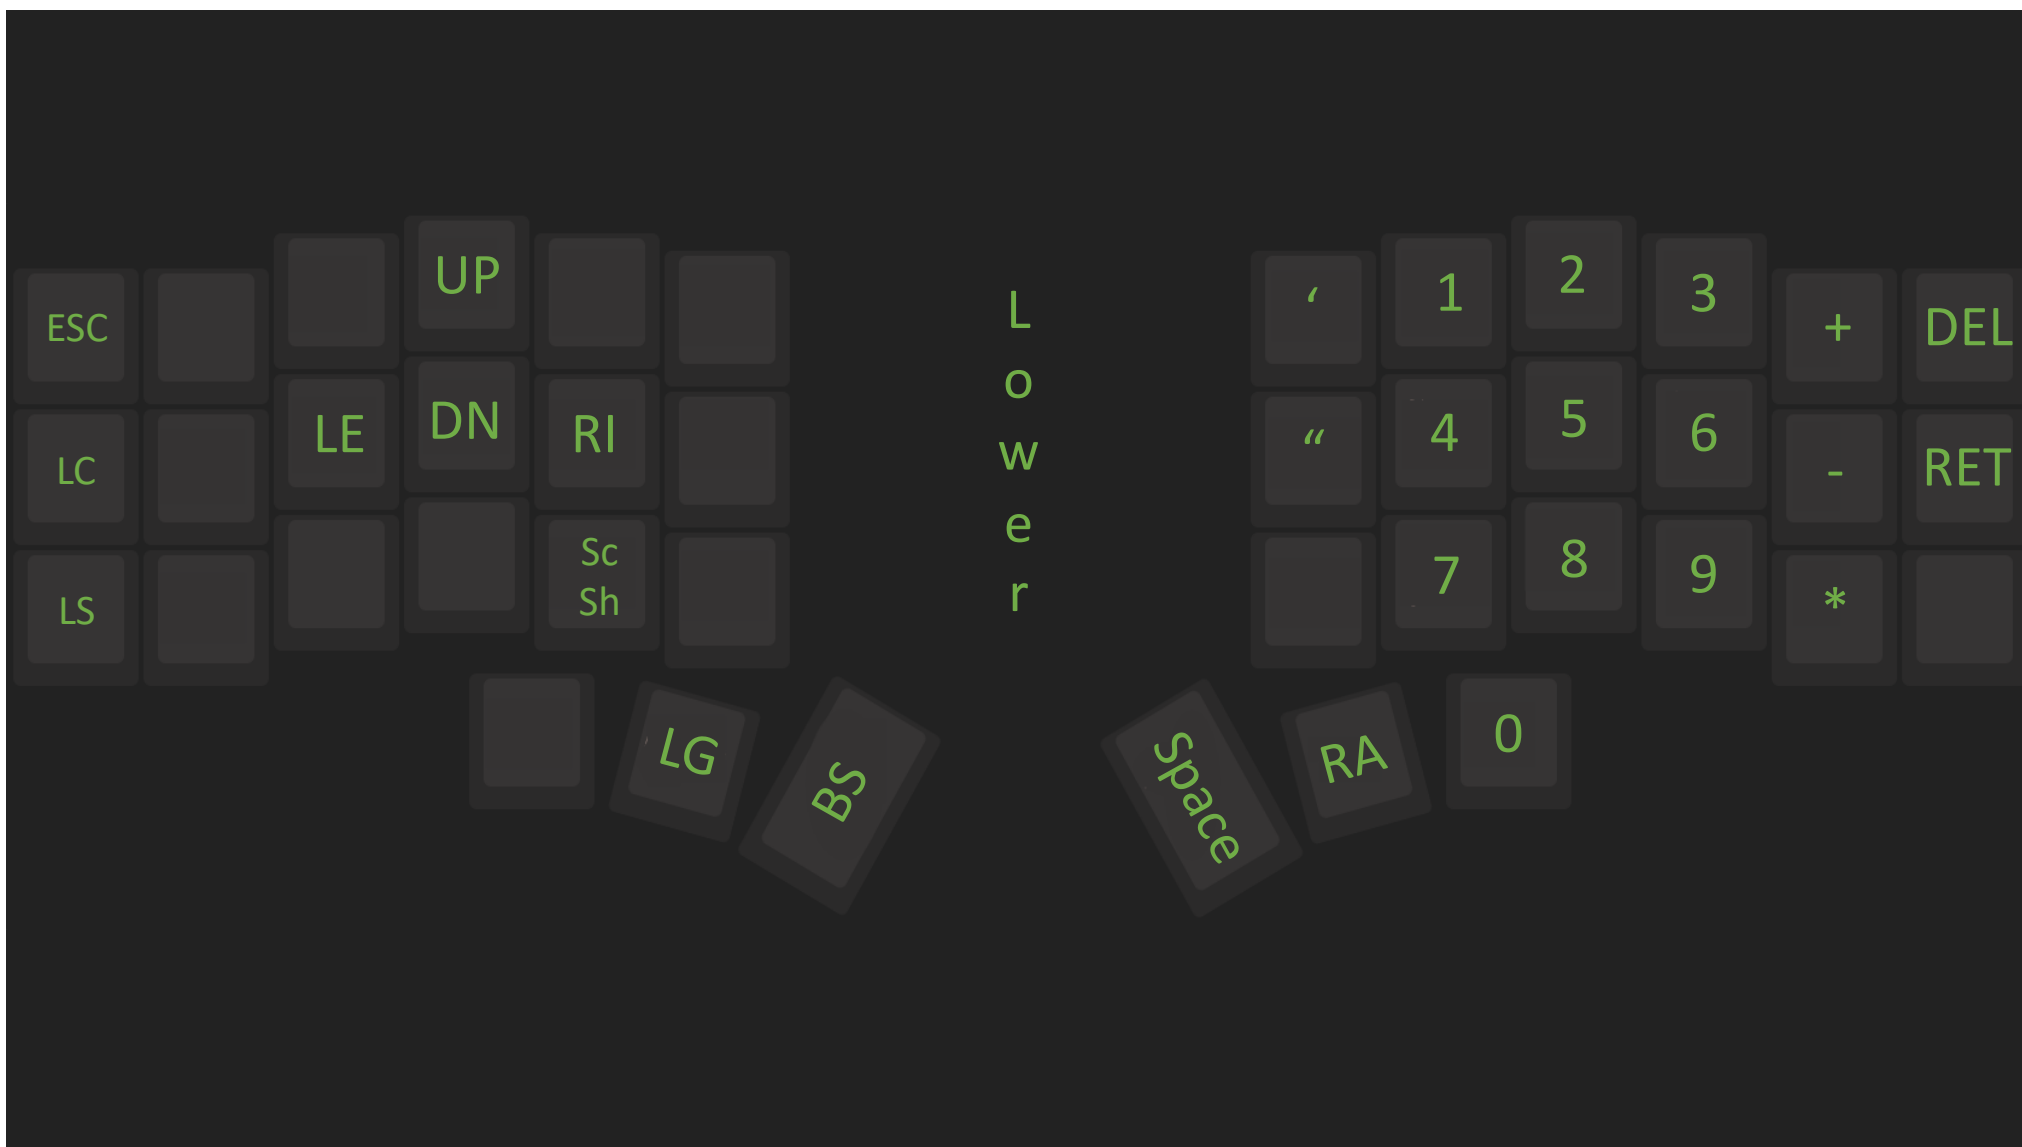 ESC UP ‘ 1 2 3 + DEL
LC LE DN RI “ 4 5 6 - RET
LS Sc
Sh 7 8 9 *
LG BS Space RA 0
L
o
w
e
r